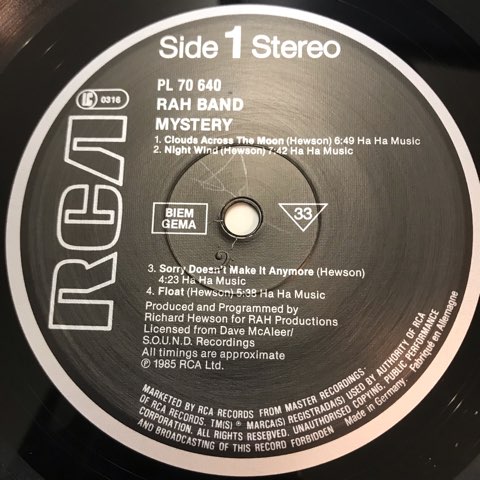 Side 1 Stereo
PL 70 640
RAH BAND
MYSTERY
LC 0316
RCA
1. Clouds Across The Moon (Hewson) 6:49 Ha Ha Music
2. Night Wind (Hewson) 7:42 Ha Ha Music
BIEM
GEMA
33
3. Sorry Doesn't Make It Anymore (Hewson)
4:23 Ha Ha Music
4. Float (Hewson) 5:38 Ha Ha Music
Produced and Programmed by
Richard Hewson for RAH Productions
Licensed from Dave McAleer/
S.O.U.N.D. Recordings
All timings are approximate
℗ 1985 RCA Ltd.
MARKETED BY RCA RECORDS FROM MASTER RECORDINGS.
OF RCA RECORDS. TM(S) ® MARCA(S) REGISTRADA(S) USED BY AUTHORITY OF RCA
CORPORATION. ALL RIGHTS RESERVED. UNAUTHORISED COPYING, PUBLIC PERFORMANCE
AND BROADCASTING OF THIS RECORD FORBIDDEN
Made in Germany. Fabriqué en Allemagne